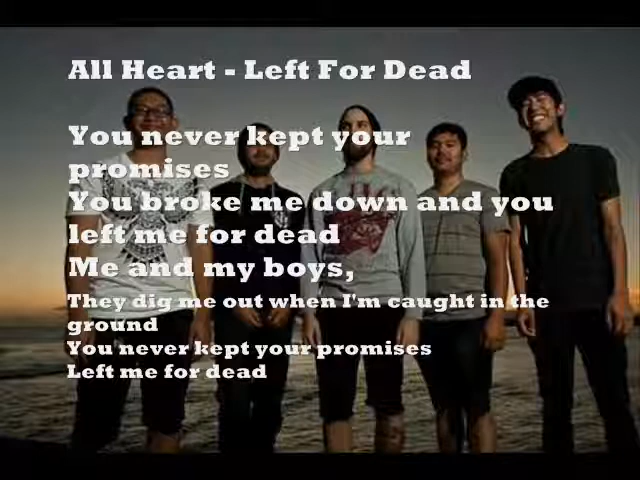 All Heart - Left For Dead
You never kept your
promises
You broke me down and you
left me for dead
Me and my boys,
They dig me out when I'm caught in the
ground
You never kept your promises
Left me for dead